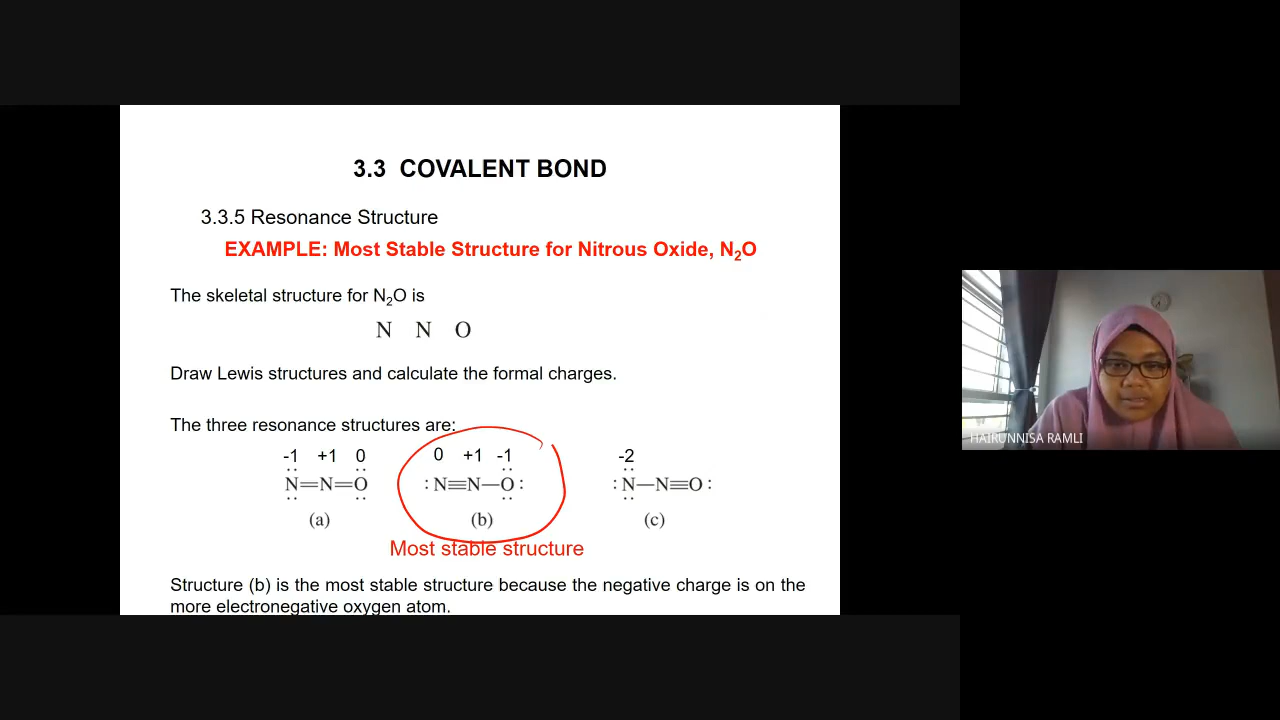 3.3 COVALENT BOND
3.3.5 Resonance Structure
EXAMPLE: Most Stable Structure for Nitrous Oxide, N₂O
The skeletal structure for N₂O is
N N O
Draw Lewis structures and calculate the formal charges.
The three resonance structures are:
-1 +1 0 0 +1 -1 -2
N=N=O :N≡N—O: :N—N≡O:
(a) (b) (c)
Most stable structure
Structure (b) is the most stable structure because the negative charge is on the
more electronegative oxygen atom.
HAIRUNNISA RAMLI